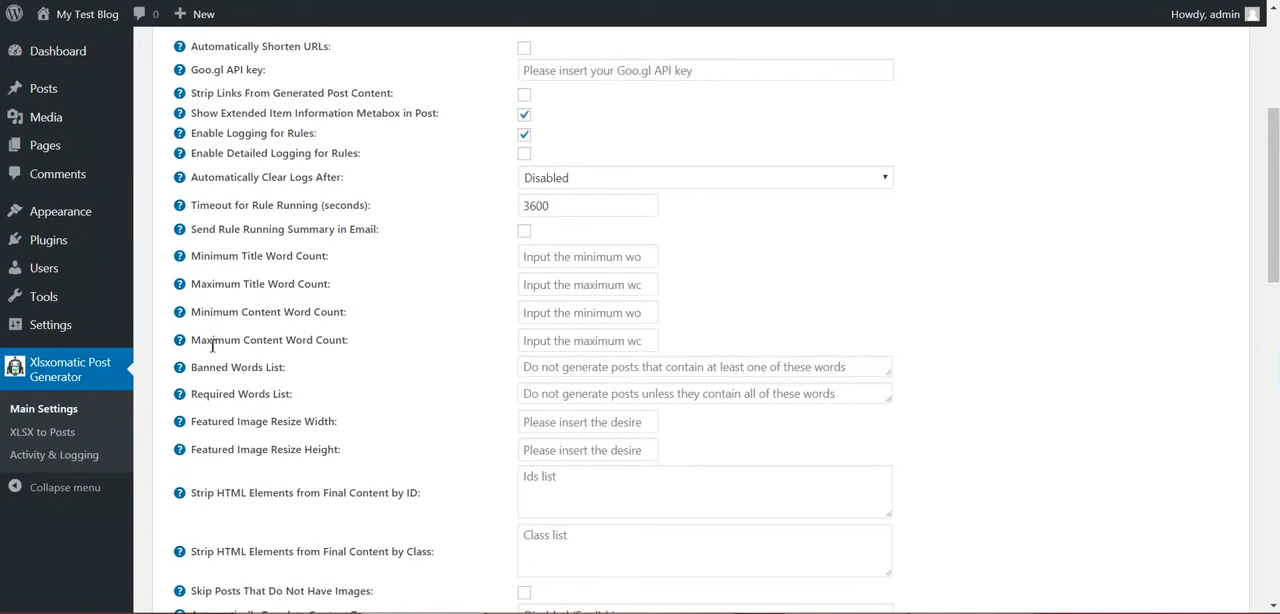 My Test Blog
0
New
Howdy, admin
Dashboard
Posts
Media
Pages
Comments
Appearance
Plugins
Users
Tools
Settings
Xlsxomatic Post
Generator
Main Settings
XLSX to Posts
Activity & Logging
Collapse menu
Automatically Shorten URLs:
Goo.gl API key: Please insert your Goo.gl API key
Strip Links From Generated Post Content:
Show Extended Item Information Metabox in Post:
Enable Logging for Rules:
Enable Detailed Logging for Rules:
Automatically Clear Logs After: Disabled
Timeout for Rule Running (seconds): 3600
Send Rule Running Summary in Email:
Minimum Title Word Count: Input the minimum wo
Maximum Title Word Count: Input the maximum wc
Minimum Content Word Count: Input the minimum wo
Maximum Content Word Count: Input the maximum wc
Banned Words List: Do not generate posts that contain at least one of these words
Required Words List: Do not generate posts unless they contain all of these words
Featured Image Resize Width: Please insert the desire
Featured Image Resize Height: Please insert the desire
Strip HTML Elements from Final Content by ID: Ids list
Strip HTML Elements from Final Content by Class: Class list
Skip Posts That Do Not Have Images: